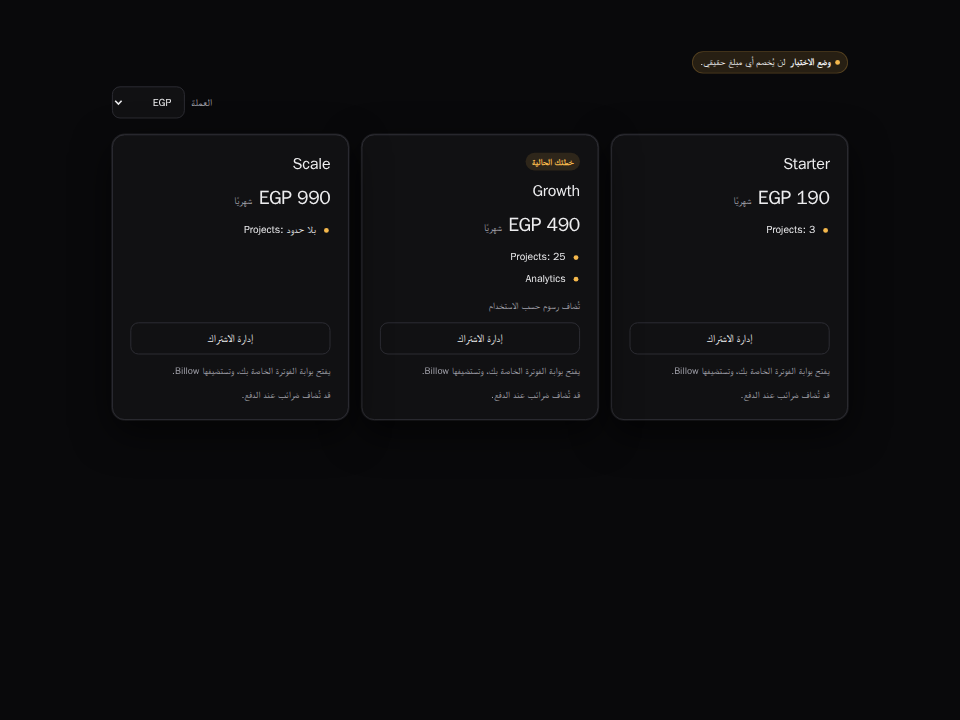 وضع الاختبار لن يُخصم أي مبلغ حقيقي.
العملة EGP
Starter
EGP 190 شهريًا
Projects: 3
إدارة الاشتراك
يفتح بوابة الفوترة الخاصة بك، وتستضيفها Billow.
قد تُضاف ضرائب عند الدفع.
خطتك الحالية
Growth
EGP 490 شهريًا
Projects: 25
Analytics
تُضاف رسوم حسب الاستخدام
إدارة الاشتراك
يفتح بوابة الفوترة الخاصة بك، وتستضيفها Billow.
قد تُضاف ضرائب عند الدفع.
Scale
EGP 990 شهريًا
Projects: بلا حدود
إدارة الاشتراك
يفتح بوابة الفوترة الخاصة بك، وتستضيفها Billow.
قد تُضاف ضرائب عند الدفع.